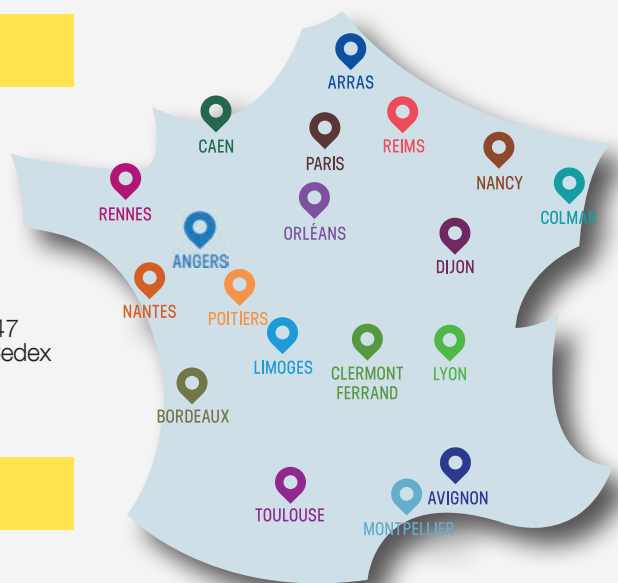 ARRAS
CAEN
PARIS
REIMS
NANCY
RENNES
ORLÉANS
COLMAR
ANGERS
DIJON
NANTES
POITIERS
47
edex
LIMOGES
CLERMONT
FERRAND
LYON
BORDEAUX
TOULOUSE
AVIGNON
MONTPELLIER